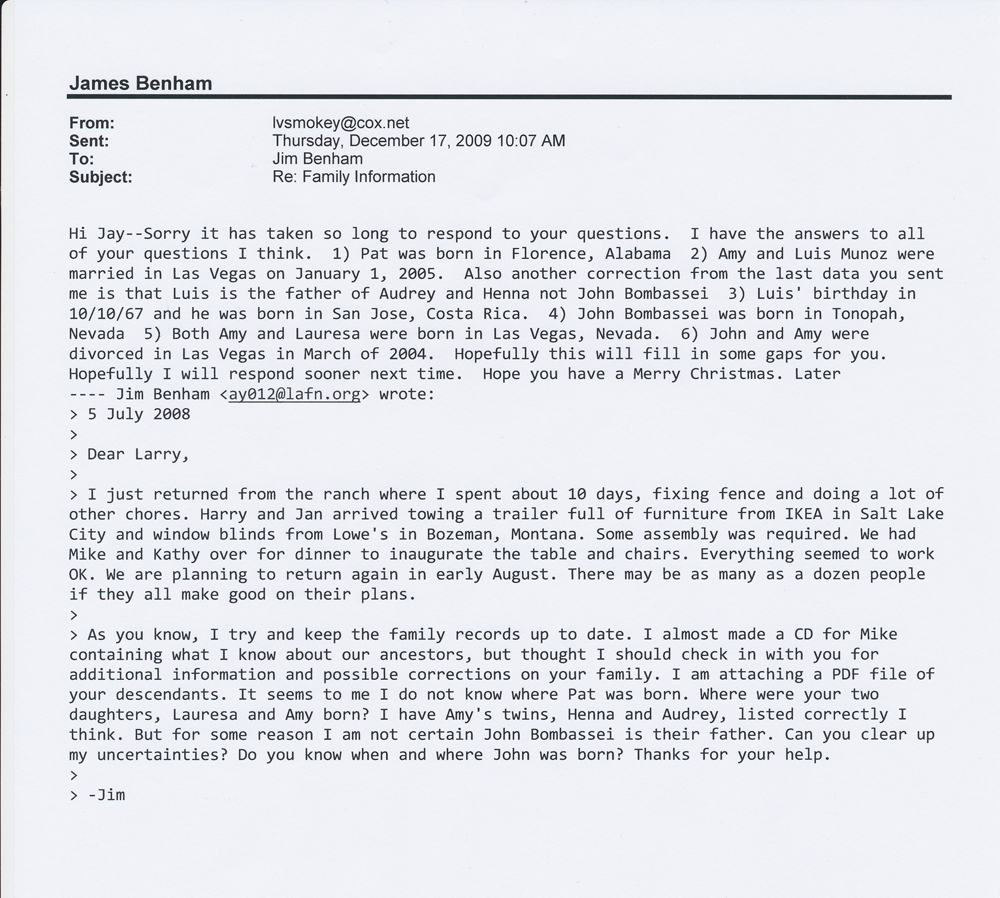 James Benham
From: lvsmokey@cox.net
Sent: Thursday, December 17, 2009 10:07 AM
To: Jim Benham
Subject: Re: Family Information
Hi Jay--Sorry it has taken so long to respond to your questions.  I have the answers to all
of your questions I think.  1) Pat was born in Florence, Alabama  2) Amy and Luis Munoz were
married in Las Vegas on January 1, 2005.  Also another correction from the last data you sent
me is that Luis is the father of Audrey and Henna not John Bombassei  3) Luis' birthday in
10/10/67 and he was born in San Jose, Costa Rica.  4) John Bombassei was born in Tonopah,
Nevada  5) Both Amy and Lauresa were born in Las Vegas, Nevada.  6) John and Amy were
divorced in Las Vegas in March of 2004.  Hopefully this will fill in some gaps for you.
Hopefully I will respond sooner next time.  Hope you have a Merry Christmas. Later
---- Jim Benham <ay012@lafn.org> wrote:
> 5 July 2008
>
> Dear Larry,
>
> I just returned from the ranch where I spent about 10 days, fixing fence and doing a lot of
other chores. Harry and Jan arrived towing a trailer full of furniture from IKEA in Salt Lake
City and window blinds from Lowe's in Bozeman, Montana. Some assembly was required. We had
Mike and Kathy over for dinner to inaugurate the table and chairs. Everything seemed to work
OK. We are planning to return again in early August. There may be as many as a dozen people
if they all make good on their plans.
>
> As you know, I try and keep the family records up to date. I almost made a CD for Mike
containing what I know about our ancestors, but thought I should check in with you for
additional information and possible corrections on your family. I am attaching a PDF file of
your descendants. It seems to me I do not know where Pat was born. Where were your two
daughters, Lauresa and Amy born? I have Amy's twins, Henna and Audrey, listed correctly I
think. But for some reason I am not certain John Bombassei is their father. Can you clear up
my uncertainties? Do you know when and where John was born? Thanks for your help.
>
> -Jim